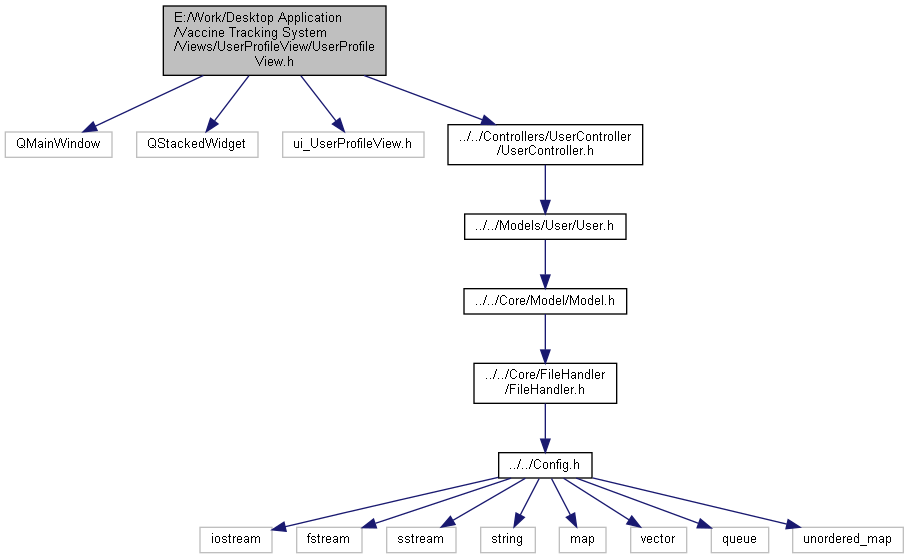 E:/Work/Desktop Application
/Vaccine Tracking System
/Views/UserProfileView/UserProfile
View.h
QMainWindow
QStackedWidget
ui_UserProfileView.h
../../Controllers/UserController
/UserController.h
../../Models/User/User.h
../../Core/Model/Model.h
../../Core/FileHandler
/FileHandler.h
../../Config.h
iostream
fstream
sstream
string
map
vector
queue
unordered_map